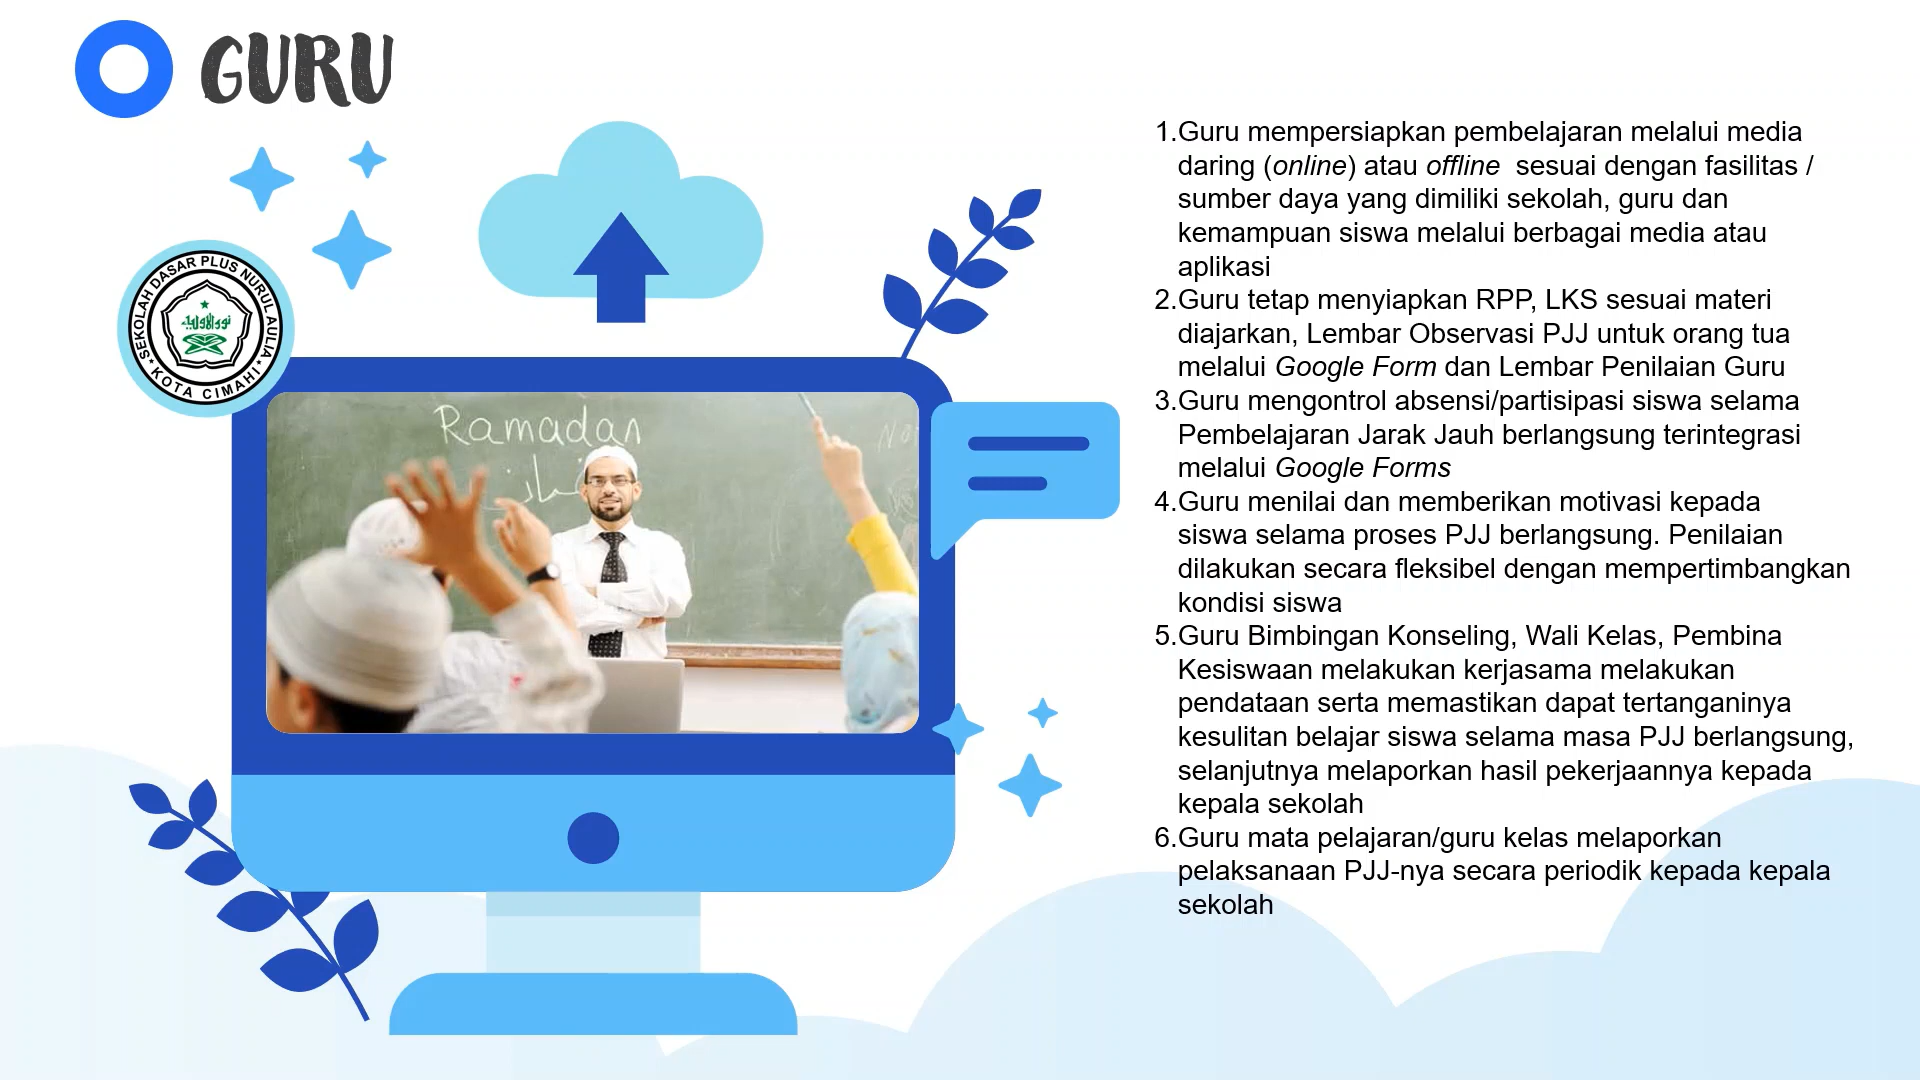 GURU
SEKOLAH DASAR PLUS NURUL AULIA
KOTA CIMAHI
Ramadan
1.Guru mempersiapkan pembelajaran melalui media
daring (online) atau offline sesuai dengan fasilitas /
sumber daya yang dimiliki sekolah, guru dan
kemampuan siswa melalui berbagai media atau
aplikasi
2.Guru tetap menyiapkan RPP, LKS sesuai materi
diajarkan, Lembar Observasi PJJ untuk orang tua
melalui Google Form dan Lembar Penilaian Guru
3.Guru mengontrol absensi/partisipasi siswa selama
Pembelajaran Jarak Jauh berlangsung terintegrasi
melalui Google Forms
4.Guru menilai dan memberikan motivasi kepada
siswa selama proses PJJ berlangsung. Penilaian
dilakukan secara fleksibel dengan mempertimbangkan
kondisi siswa
5.Guru Bimbingan Konseling, Wali Kelas, Pembina
Kesiswaan melakukan kerjasama melakukan
pendataan serta memastikan dapat tertanganinya
kesulitan belajar siswa selama masa PJJ berlangsung,
selanjutnya melaporkan hasil pekerjaannya kepada
kepala sekolah
6.Guru mata pelajaran/guru kelas melaporkan
pelaksanaan PJJ-nya secara periodik kepada kepala
sekolah